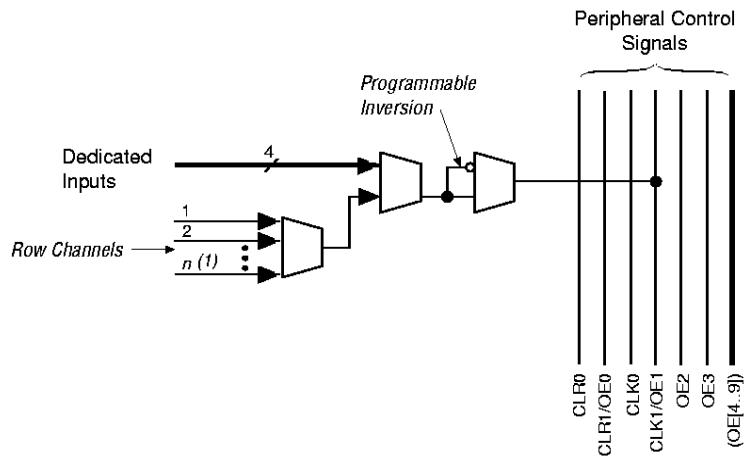 Peripheral Control
Signals
Programmable
Inversion
Dedicated
Inputs
4
Row Channels
1
2
n (1)
CLR0
CLR1/OE0
CLK0
CLK1/OE1
OE2
OE3
(OE[4..9])